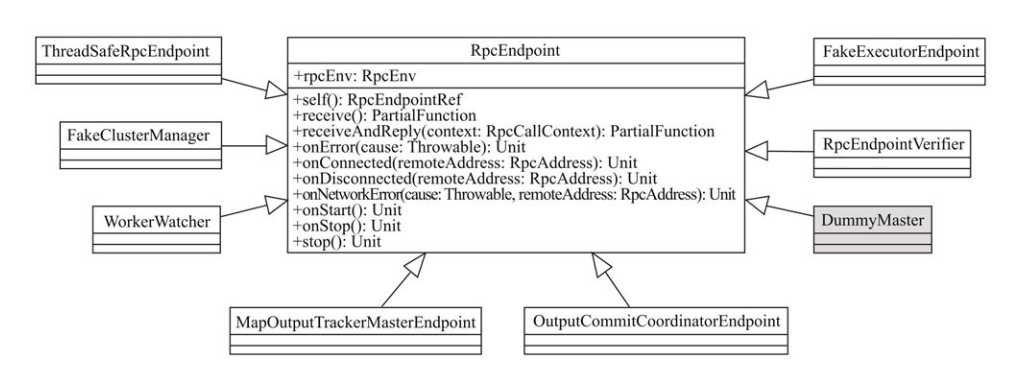 ThreadSafeRpcEndpoint
FakeClusterManager
WorkerWatcher
RpcEndpoint
+rpcEnv: RpcEnv
+self(): RpcEndpointRef
+receive(): PartialFunction
+receiveAndReply(context: RpcCallContext): PartialFunction
+onError(cause: Throwable): Unit
+onConnected(remoteAddress: RpcAddress): Unit
+onDisconnected(remoteAddress: RpcAddress): Unit
+onNetworkError(cause: Throwable, remoteAddress: RpcAddress): Unit
+onStart(): Unit
+onStop(): Unit
+stop(): Unit
FakeExecutorEndpoint
RpcEndpointVerifier
DummyMaster
MapOutputTrackerMasterEndpoint
OutputCommitCoordinatorEndpoint